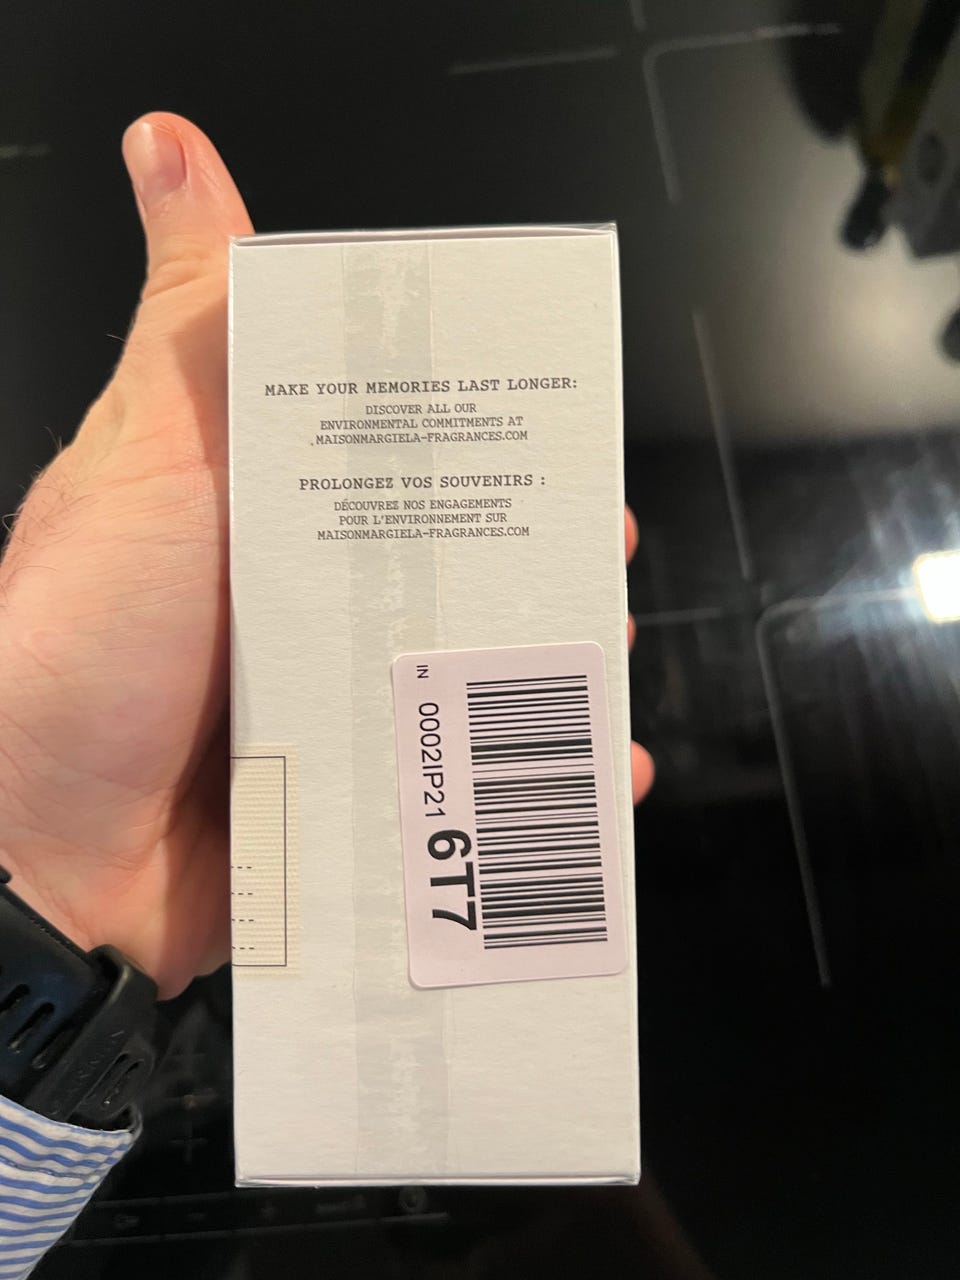 MAKE YOUR MEMORIES LAST LONGER:
DISCOVER ALL OUR
ENVIRONMENTAL COMMITMENTS AT
MAISONMARGIELA-FRAGRANCES.COM
PROLONGEZ VOS SOUVENIRS :
DÉCOUVREZ NOS ENGAGEMENTS
POUR L'ENVIRONNEMENT SUR
MAISONMARGIELA-FRAGRANCES.COM
IN 0002IP21 6T7